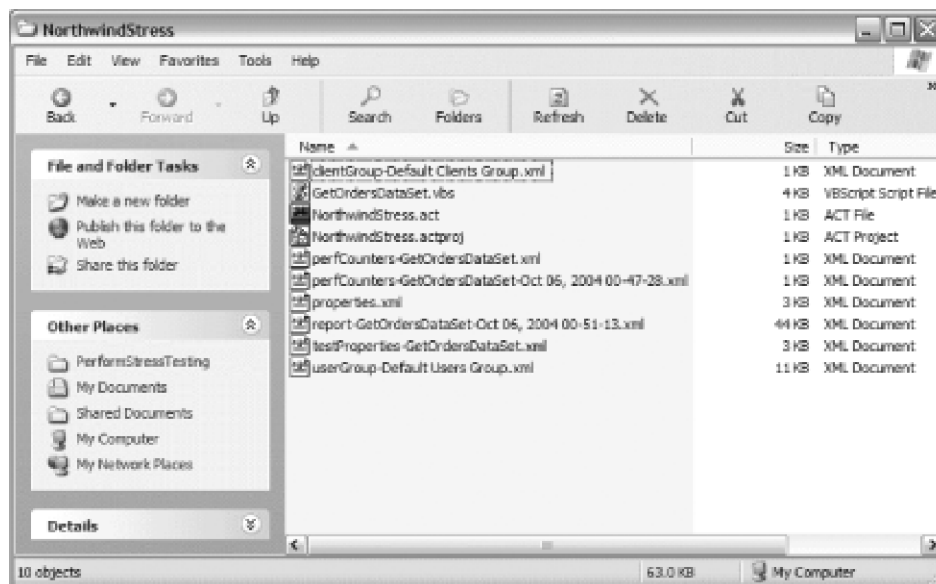 NorthwindStress
File Edit View Favorites Tools Help
Back Forward Up Search Folders Refresh Delete Cut Copy »
Name Size Type
File and Folder Tasks
Make a new folder
Publish this folder to the
Web
Share this folder
Other Places
PerformStressTesting
My Documents
Shared Documents
My Computer
My Network Places
Details
clientGroup-Default Clients Group.xml 1 KB XML Document
GetOrdersDataSet.vbs 4 KB VBScript Script File
NorthwindStress.act 1 KB ACT File
NorthwindStress.actproj 1 KB ACT Project
perfCounters-GetOrdersDataSet.xml 1 KB XML Document
perfCounters-GetOrdersDataSet-Oct 06, 2004 00-47-28.xml 1 KB XML Document
properties.xml 3 KB XML Document
report-GetOrdersDataSet-Oct 06, 2004 00-51-13.xml 44 KB XML Document
testProperties-GetOrdersDataSet.xml 3 KB XML Document
userGroup-Default Users Group.xml 11 KB XML Document
10 objects 63.0 KB My Computer